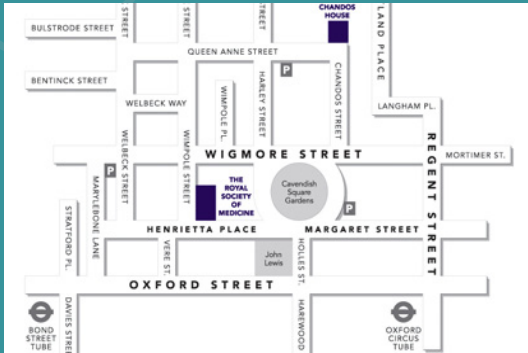 STREET
STREET
CHANDOS
HOUSE
LAND PLACE
BULSTRODE STREET
QUEEN ANNE STREET
BENTINCK STREET
P
WELBECK WAY
WIMPOLE PL.
HARLEY STREET
CHANDOS STREET
LANGHAM PL.
WELBECK STREET
WIMPOLE STREET
REGENT STREET
WIGMORE STREET
MORTIMER ST.
P
MARYLEBONE LANE
THE
ROYAL
SOCIETY
OF
MEDICINE
Cavendish
Square
Gardens
P
STRATFORD PL.
HENRIETTA PLACE
MARGARET STREET
VERE ST.
John
Lewis
HOLLES ST.
OXFORD STREET
BOND
STREET
TUBE
DAVIES STREE
HAREWOOD
OXFORD
CIRCUS
TUBE